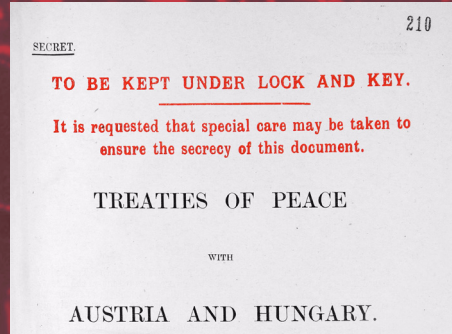 210
SECRET.
TO BE KEPT UNDER LOCK AND KEY.
It is requested that special care may be taken to
ensure the secrecy of this document.
TREATIES OF PEACE
WITH
AUSTRIA AND HUNGARY.